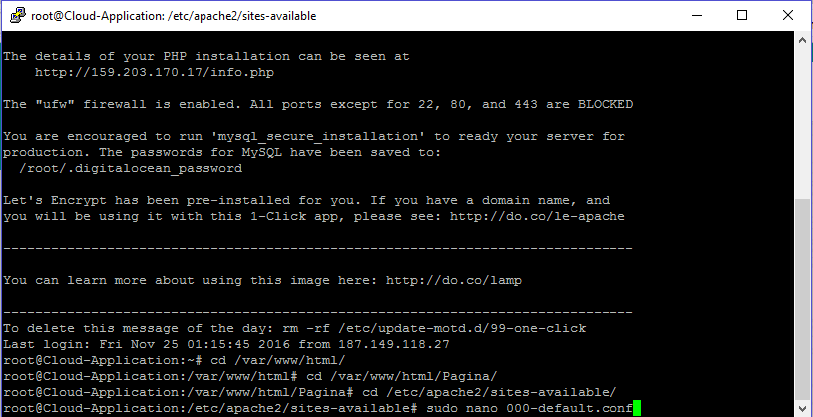 root@Cloud-Application: /etc/apache2/sites-available
The details of your PHP installation can be seen at
http://159.203.170.17/info.php
The "ufw" firewall is enabled. All ports except for 22, 80, and 443 are BLOCKED
You are encouraged to run 'mysql_secure_installation' to ready your server for
production. The passwords for MySQL have been saved to:
/root/.digitalocean_password
Let's Encrypt has been pre-installed for you. If you have a domain name, and
you will be using it with this 1-Click app, please see: http://do.co/le-apache
-------------------------------------------------------------------------------
You can learn more about using this image here: http://do.co/lamp
-------------------------------------------------------------------------------
To delete this message of the day: rm -rf /etc/update-motd.d/99-one-click
Last login: Fri Nov 25 01:15:45 2016 from 187.149.118.27
root@Cloud-Application:~# cd /var/www/html/
root@Cloud-Application:/var/www/html# cd /var/www/html/Pagina/
root@Cloud-Application:/var/www/html/Pagina# cd /etc/apache2/sites-available/
root@Cloud-Application:/etc/apache2/sites-available# sudo nano 000-default.conf